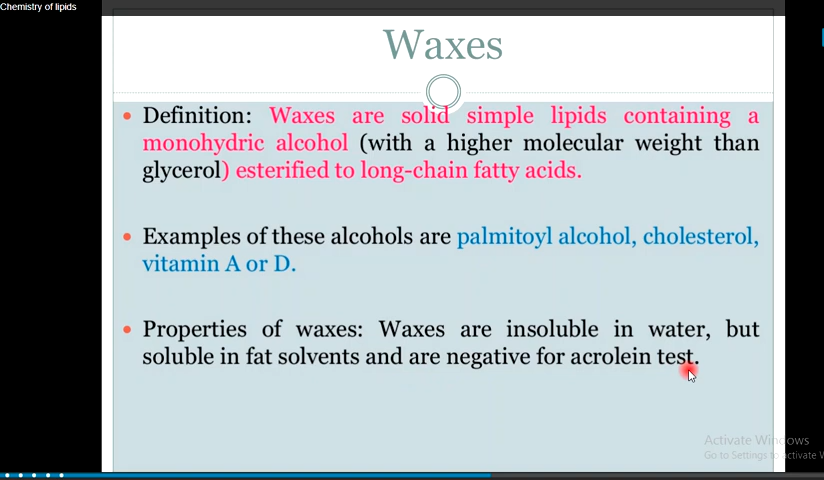 Chemistry of lipids
Waxes
• Definition: Waxes are solid simple lipids containing a
monohydric alcohol (with a higher molecular weight than
glycerol) esterified to long-chain fatty acids.
• Examples of these alcohols are palmitoyl alcohol, cholesterol,
vitamin A or D.
• Properties of waxes: Waxes are insoluble in water, but
soluble in fat solvents and are negative for acrolein test.
Activate Windows
Go to Settings to activate W